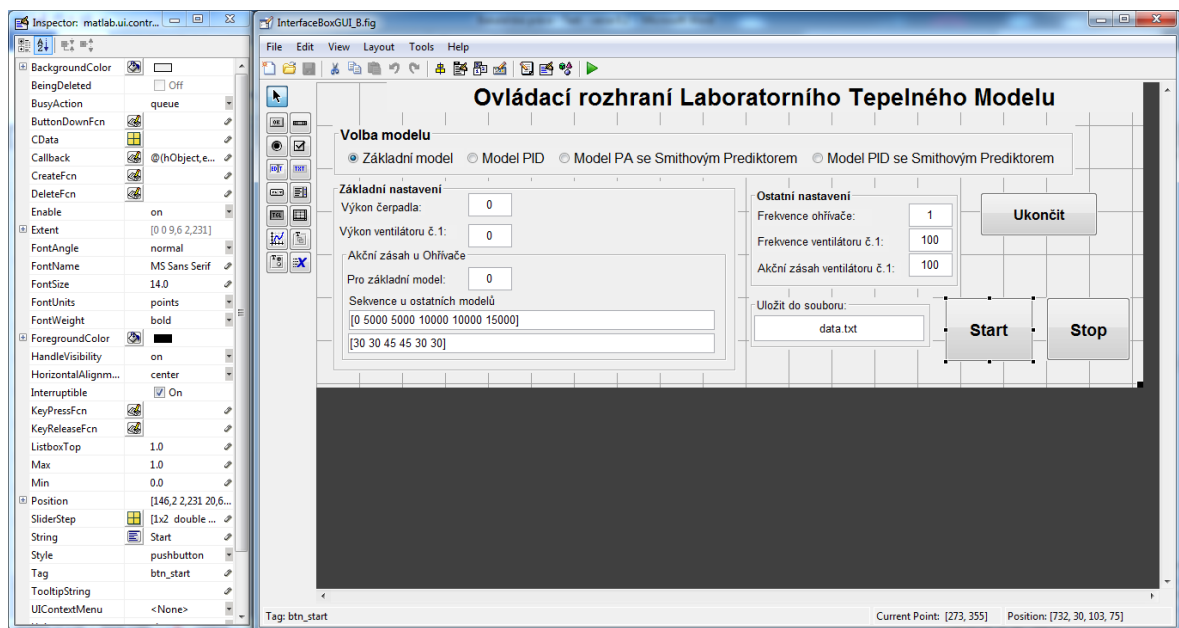 Inspector: matlab.ui.contr...
BackgroundColor
BeingDeleted Off
BusyAction queue
ButtonDownFcn
CData
Callback @(hObject,e...
CreateFcn
DeleteFcn
Enable on
Extent [0 0 9,6 2,231]
FontAngle normal
FontName MS Sans Serif
FontSize 14.0
FontUnits points
FontWeight bold
ForegroundColor
HandleVisibility on
HorizontalAlignm... center
Interruptible On
KeyPressFcn
KeyReleaseFcn
ListboxTop 1.0
Max 1.0
Min 0.0
Position [146,2 2,231 20,6...
SliderStep [1x2 double ...
String Start
Style pushbutton
Tag btn_start
TooltipString
UIContextMenu <None>
InterfaceBoxGUI_B.fig
File Edit View Layout Tools Help
Ovládací rozhraní Laboratorního Tepelného Modelu
Volba modelu
Základní model Model PID Model PA se Smithovým Prediktorem Model PID se Smithovým Prediktorem
Základní nastavení
Výkon čerpadla: 0
Výkon ventilátoru č.1: 0
Akční zásah u Ohřívače
Pro základní model: 0
Sekvence u ostatních modelů
[0 5000 5000 10000 10000 15000]
[30 30 45 45 30 30]
Ostatní nastavení
Frekvence ohřívače: 1
Frekvence ventilátoru č.1: 100
Akční zásah ventilátoru č.1: 100
Uložit do souboru:
data.txt
Ukončit
Start
Stop
Tag: btn_start
Current Point: [273, 355]
Position: [732, 30, 103, 75]